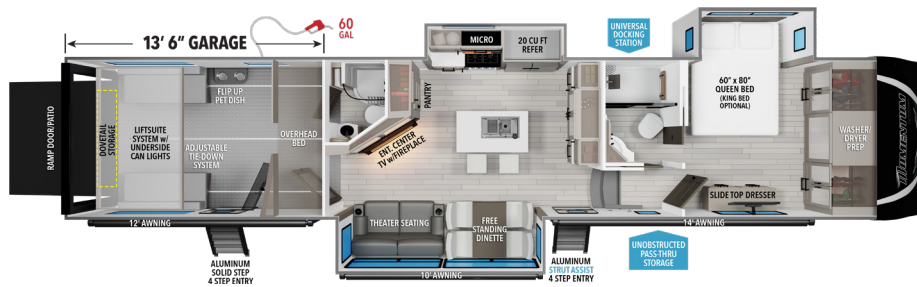 13' 6" GARAGE
60
GAL
RAMP DOOR/PATIO
DOVETAIL
STORAGE
LIFTSUITE
SYSTEM w/
UNDERSIDE
CAN LIGHTS
FLIP UP
PET DISH
ADJUSTABLE
TIE-DOWN
SYSTEM
OVERHEAD
BED
12' AWNING
ALUMINUM
SOLID STEP
4 STEP ENTRY
ENT. CENTER
TV w/FIREPLACE
PANTRY
MICRO
20 CU FT
REFER
THEATER SEATING
FREE
STANDING
DINETTE
10' AWNING
ALUMINUM
STRUT ASSIST
4 STEP ENTRY
UNIVERSAL
DOCKING
STATION
60" x 80"
QUEEN BED
(KING BED
OPTIONAL)
SLIDE TOP DRESSER
14' AWNING
UNOBSTRUCTED
PASS-THRU
STORAGE
WASHER/
DRYER
PREP
MOMENTUM